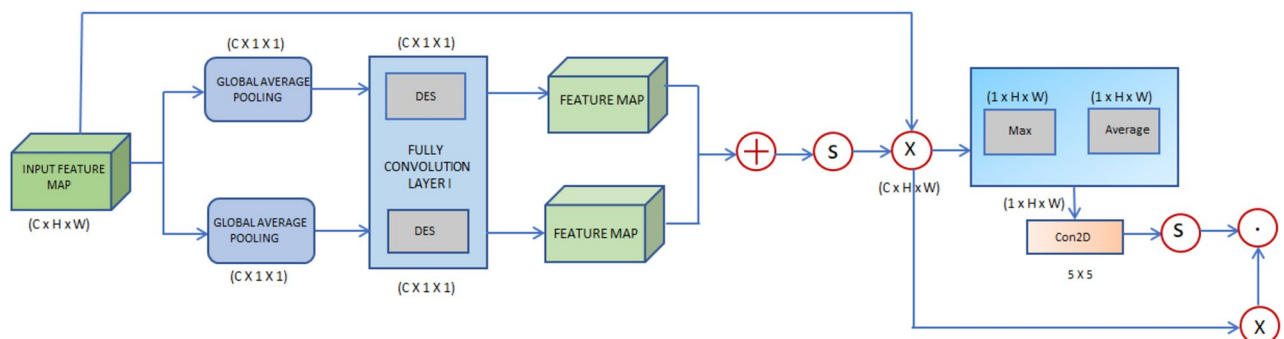 (C X 1 X 1)
GLOBAL AVERAGE
POOLING
(C X 1 X 1)
DES
FULLY
CONVOLUTION
LAYER I
DES
(C X 1 X 1)
FEATURE MAP
INPUT FEATURE
MAP
(C x H x W)
GLOBAL AVERAGE
POOLING
(C X 1 X 1)
FEATURE MAP
+
S
X
(C x H x W)
(1 x H x W)
Max
(1 x H x W)
Average
(1 x H x W)
Con2D
5 X 5
S
.
X